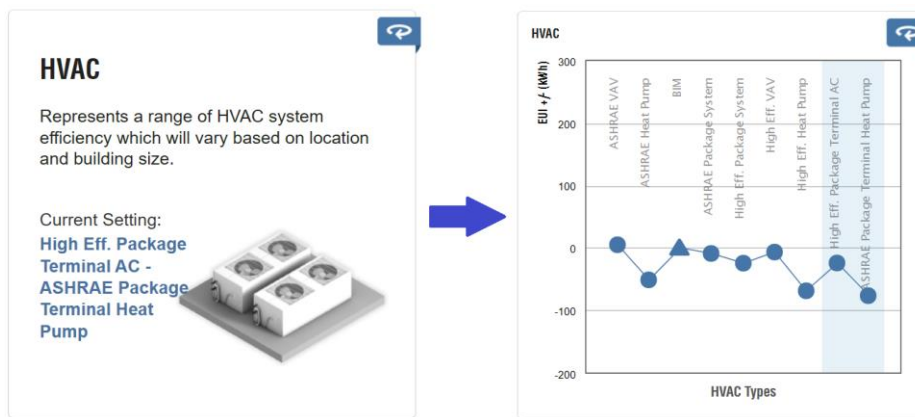 HVAC
Represents a range of HVAC system
efficiency which will vary based on location
and building size.
Current Setting:
High Eff. Package
Terminal AC -
ASHRAE Package
Terminal Heat
Pump
HVAC
EUI +/- (kWh)
300
200
100
0
-100
-200
ASHRAE VAV
ASHRAE Heat Pump
BIM
ASHRAE Package System
High Eff. Package System
High Eff. VAV
High Eff. Heat Pump
High Eff. Package Terminal AC
ASHRAE Package Terminal Heat Pump
HVAC Types